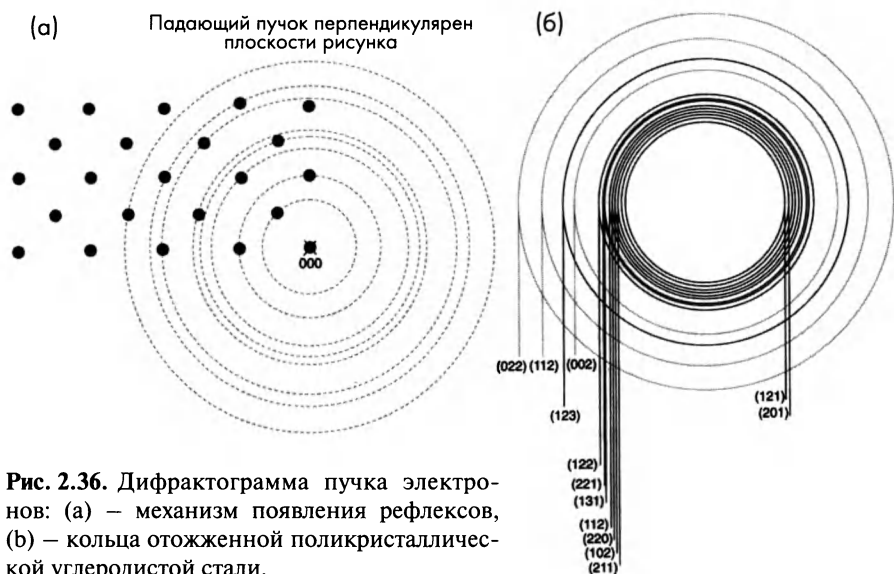 (а)
Падающий пучок перпендикулярен
плоскости рисунка
000
(б)
(022)
(112)
(002)
(123)
(121)
(201)
(122)
(221)
(131)
(112)
(220)
(102)
(211)
Рис. 2.36. Дифрактограмма пучка электро-
нов: (а) – механизм появления рефлексов,
(b) – кольца отожженной поликристалличес-
кой углеродистой стали.